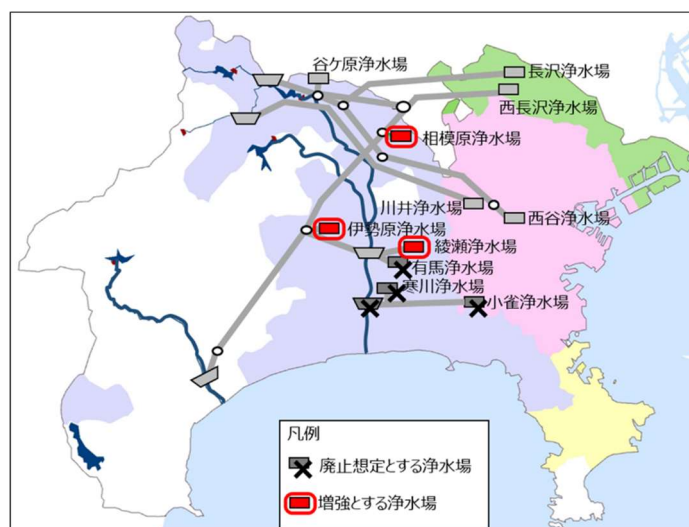 谷ケ原浄水場
長沢浄水場
西長沢浄水場
相模原浄水場
川井浄水場
西谷浄水場
伊勢原浄水場
綾瀬浄水場
有馬浄水場
寒川浄水場
小雀浄水場
凡例
廃止想定とする浄水場
増強とする浄水場